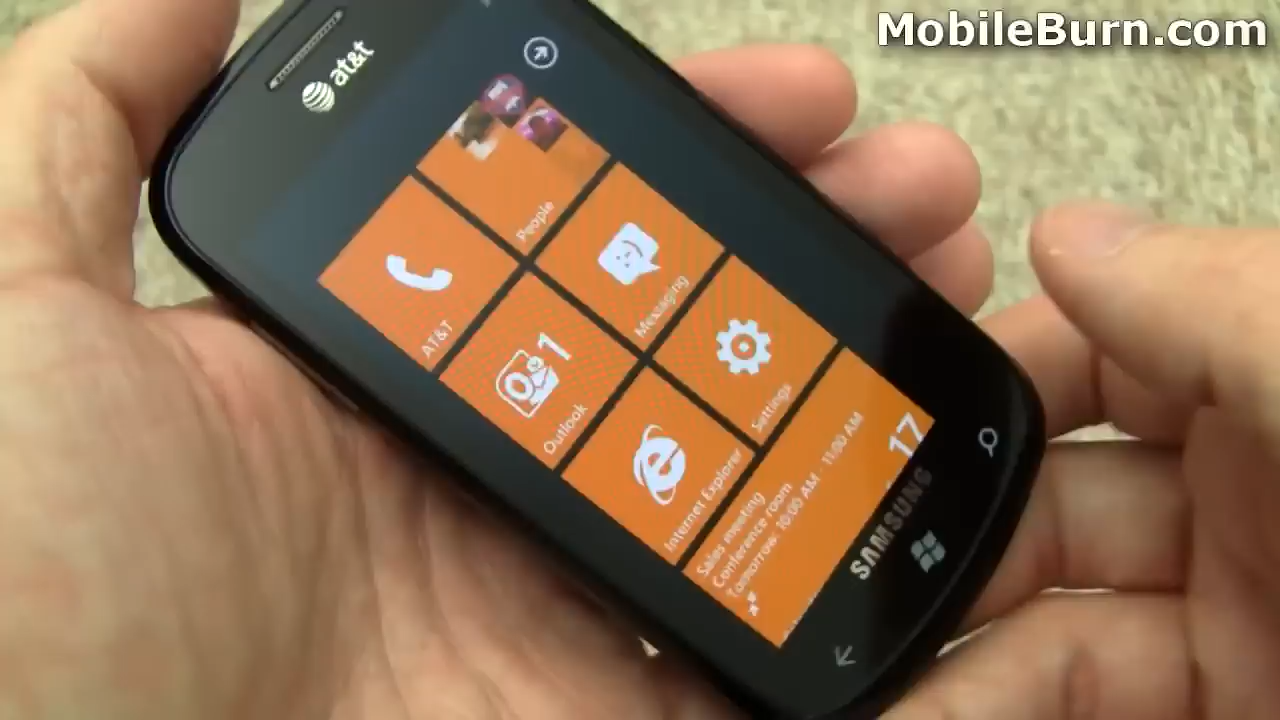 MobileBurn.com
at&t
People
AT&T
Messaging
Outlook
1
Settings
Internet Explorer
Sales meeting
Conference room
Tomorrow: 10:00 AM - 11:00 AM
17
SAMSUNG